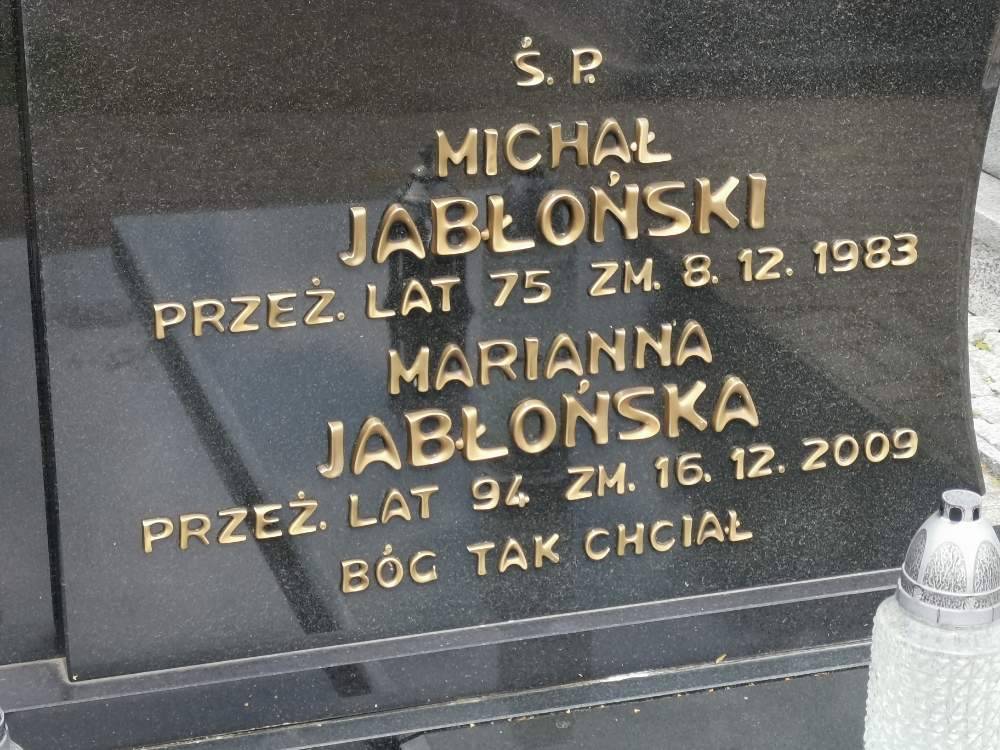 Ś. P.
MICHAŁ
JABŁOŃSKI
PRZEŻ. LAT 75 ZM. 8. 12. 1983
MARIANNA
JABŁOŃSKA
PRZEŻ. LAT 94 ZM. 16. 12. 2009
BÓG TAK CHCIAŁ